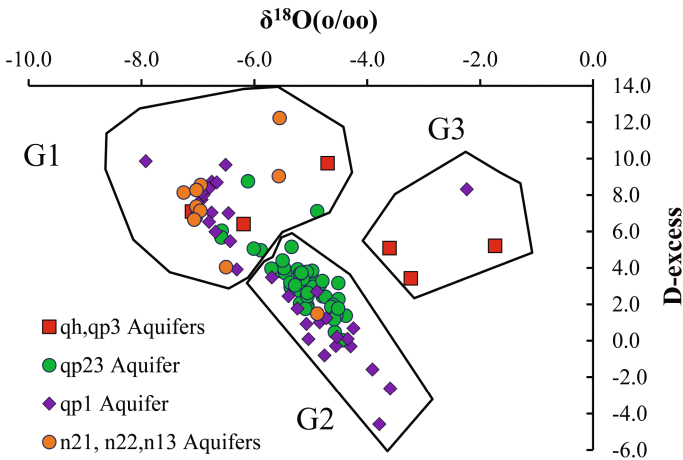 δ18O(o/oo)
-10.0 -8.0 -6.0 -4.0 -2.0 0.0
14.0
12.0
10.0
8.0
6.0
4.0
2.0
0.0
-2.0
-4.0
-6.0
D-excess
G1
G3
G2
qh,qp3 Aquifers
qp23 Aquifer
qp1 Aquifer
n21, n22,n13 Aquifers